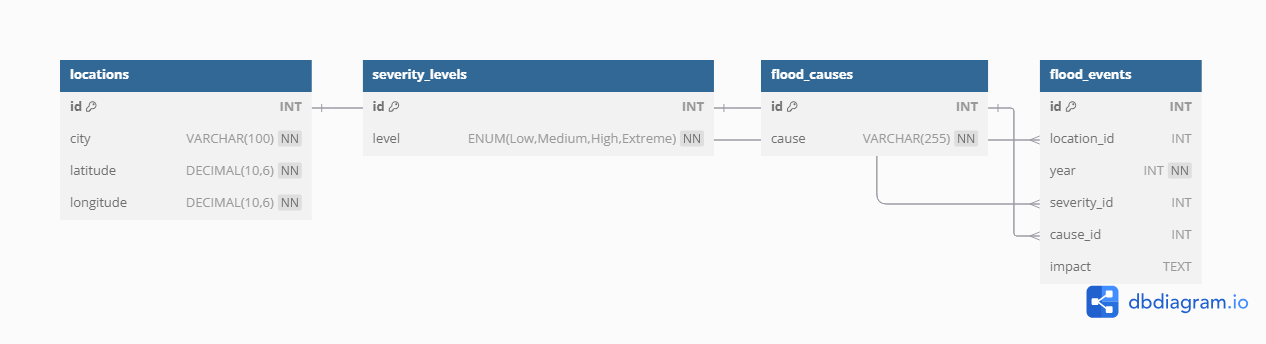 locations
id INT
city VARCHAR(100) NN
latitude DECIMAL(10,6) NN
longitude DECIMAL(10,6) NN
severity_levels
id INT
level ENUM(Low,Medium,High,Extreme) NN
flood_causes
id INT
cause VARCHAR(255) NN
flood_events
id INT
location_id INT
year INT NN
severity_id INT
cause_id INT
impact TEXT
dbdiagram.io